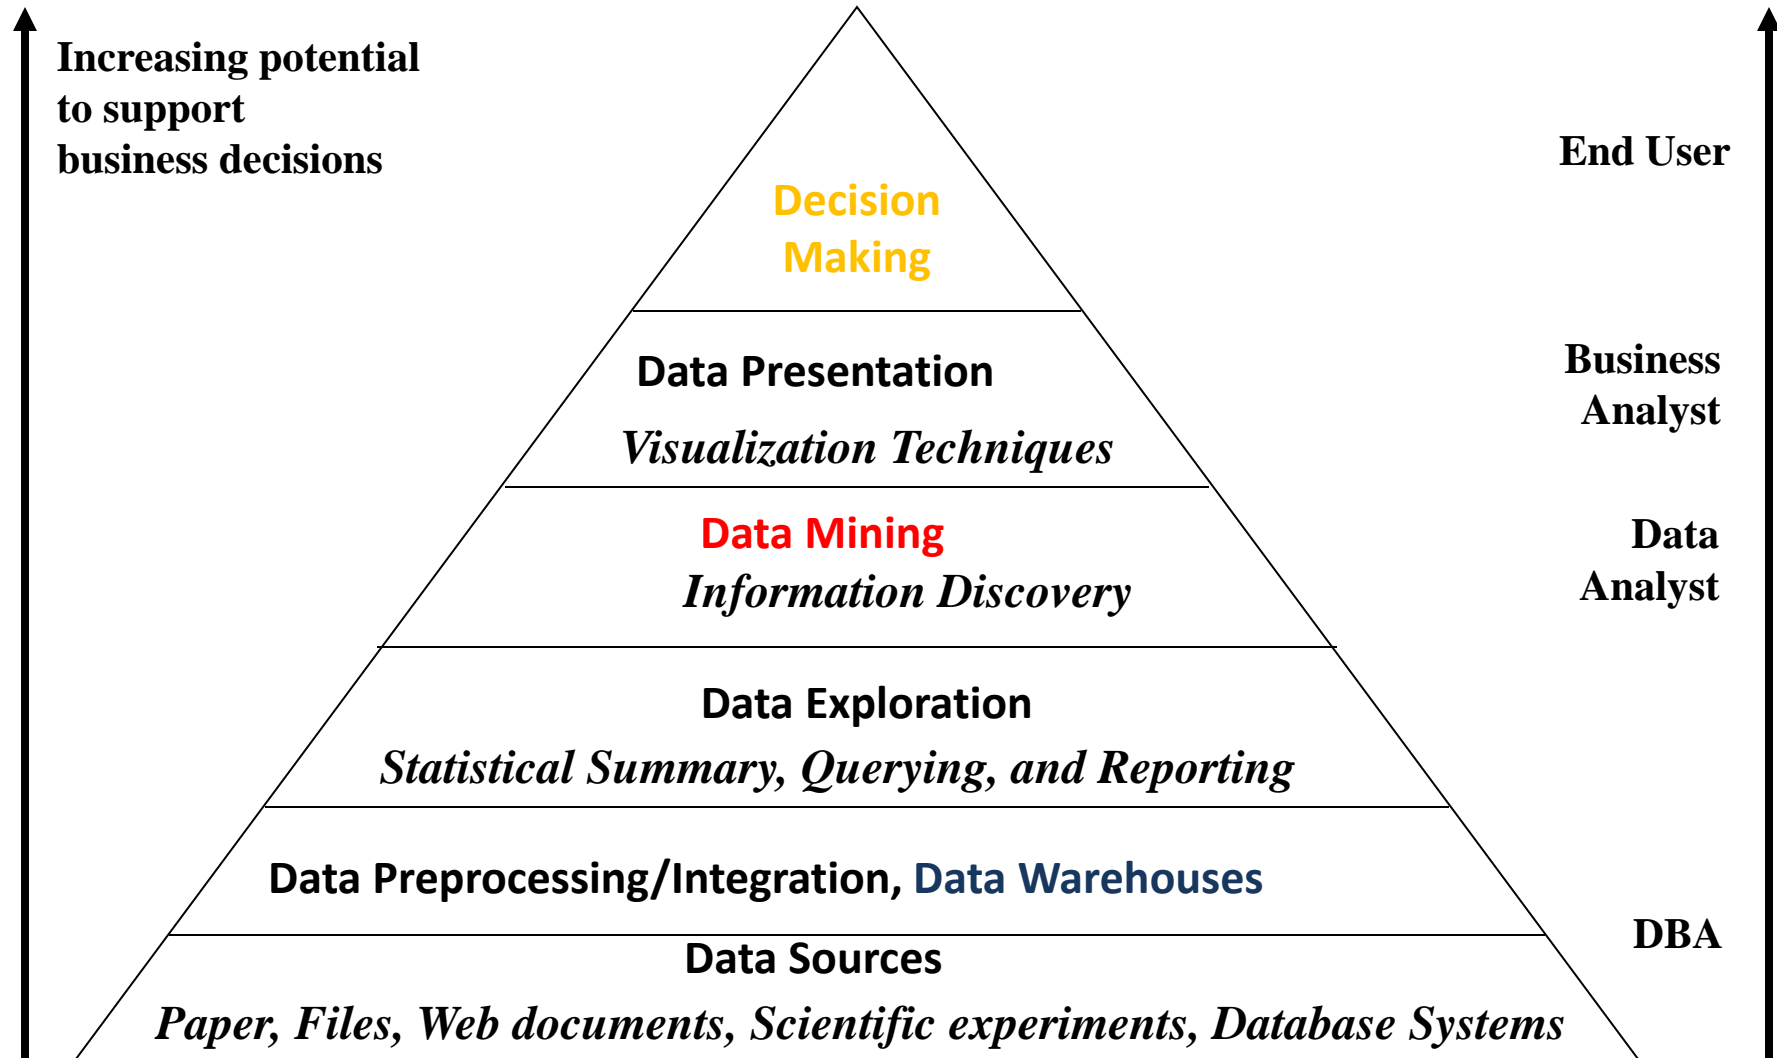 Increasing potential
to support
business decisions
End User
Decision
Making
Data Presentation
Visualization Techniques
Business
Analyst
Data Mining
Information Discovery
Data
Analyst
Data Exploration
Statistical Summary, Querying, and Reporting
Data Preprocessing/Integration, Data Warehouses
DBA
Data Sources
Paper, Files, Web documents, Scientific experiments, Database Systems